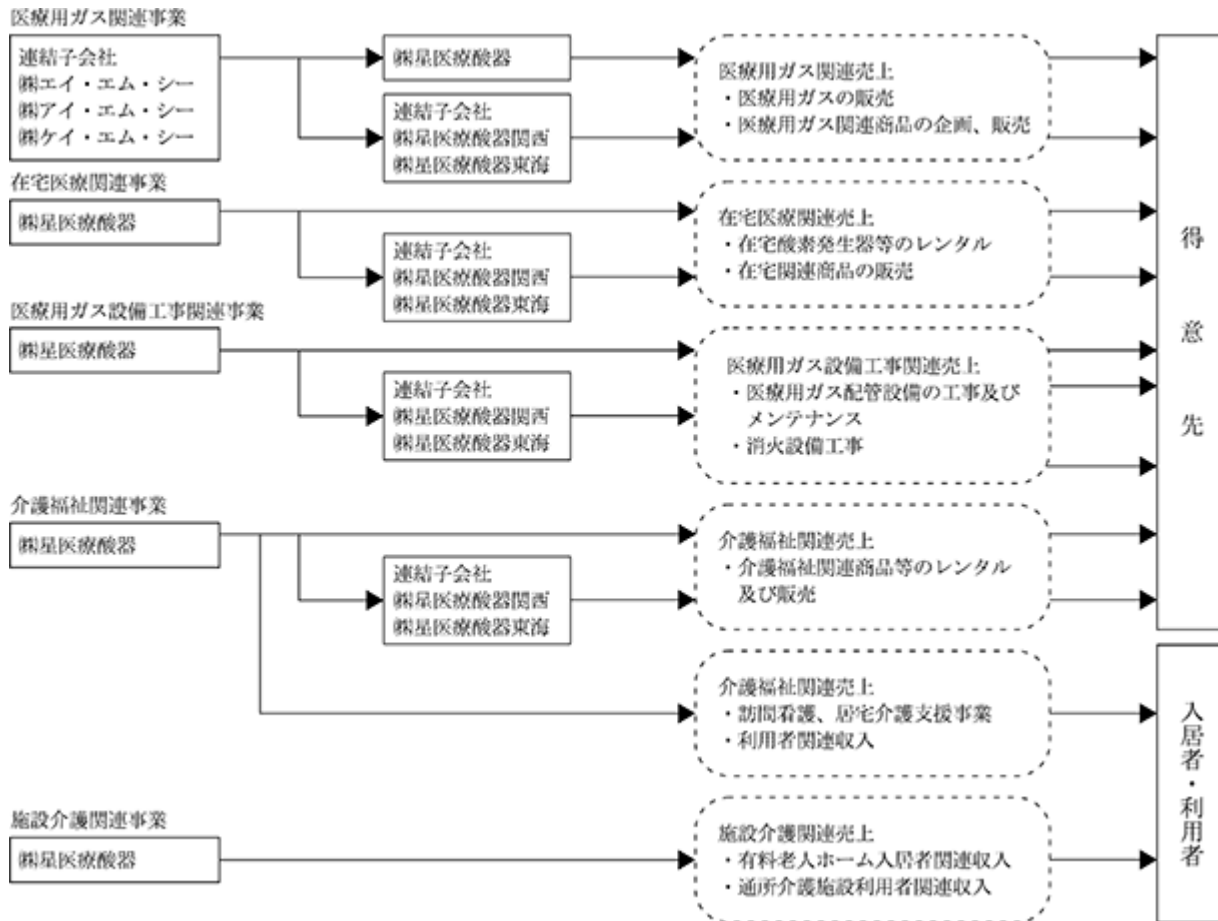 医療用ガス関連事業
連結子会社
㈱エイ・エム・シー
㈱アイ・エム・シー
㈱ケイ・エム・シー
㈱星医療酸器
連結子会社
㈱星医療酸器関西
㈱星医療酸器東海
医療用ガス関連売上
・医療用ガスの販売
・医療用ガス関連商品の企画、販売
在宅医療関連事業
㈱星医療酸器
連結子会社
㈱星医療酸器関西
㈱星医療酸器東海
在宅医療関連売上
・在宅酸素発生器等のレンタル
・在宅関連商品の販売
医療用ガス設備工事関連事業
㈱星医療酸器
連結子会社
㈱星医療酸器関西
㈱星医療酸器東海
医療用ガス設備工事関連売上
・医療用ガス配管設備の工事及び
メンテナンス
・消火設備工事
介護福祉関連事業
㈱星医療酸器
連結子会社
㈱星医療酸器関西
㈱星医療酸器東海
介護福祉関連売上
・介護福祉関連商品等のレンタル
及び販売
得意先
介護福祉関連売上
・訪問看護、居宅介護支援事業
・利用者関連収入
施設介護関連事業
㈱星医療酸器
施設介護関連売上
・有料老人ホーム入居者関連収入
・通所介護施設利用者関連収入
入居者・利用者